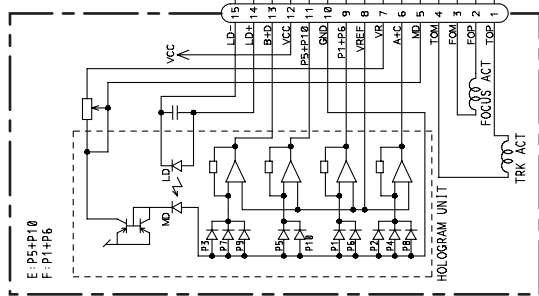 15 14 13 12 11 10 9 8 7 6 5 4 3 2 1
LD-
LD+
B+D
VCC
P5+P10
GND
P1+P6
VREF
VR
A+C
MD
TOM
FOM
FOP
TOP
VCC
FOCUS ACT
TRK ACT
LD
MD
P3
P7
P9
P5
P10
P1
P6
P2
P4
P8
HOLOGRAM UNIT
E:P5+P10
F:P1+P6